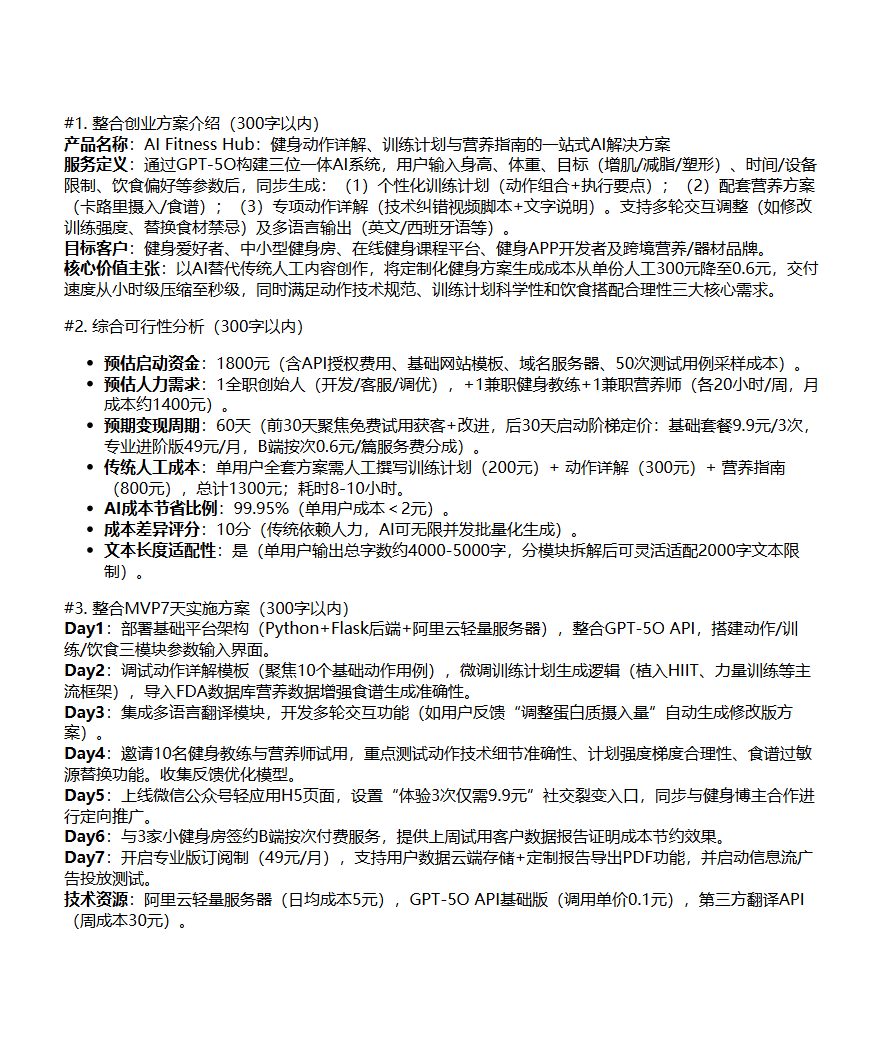 #1. 整合创业方案介绍（300字以内）
产品名称：AI Fitness Hub：健身动作详解、训练计划与营养指南的一站式AI解决方案
服务定义：通过GPT-5O构建三位一体AI系统，用户输入身高、体重、目标（增肌/减脂/塑形）、时间/设备
限制、饮食偏好等参数后，同步生成：（1）个性化训练计划（动作组合+执行要点）；（2）配套营养方案
（卡路里摄入/食谱）；（3）专项动作详解（技术纠错视频脚本+文字说明）。支持多轮交互调整（如修改
训练强度、替换食材禁忌）及多语言输出（英文/西班牙语等）。
目标客户：健身爱好者、中小型健身房、在线健身课程平台、健身APP开发者及跨境营养/器材品牌。
核心价值主张：以AI替代传统人工内容创作，将定制化健身方案生成成本从单份人工300元降至0.6元，交付
速度从小时级压缩至秒级，同时满足动作技术规范、训练计划科学性和饮食搭配合理性三大核心需求。
#2. 综合可行性分析（300字以内）
• 预估启动资金：1800元（含API授权费用、基础网站模板、域名服务器、50次测试用例采样成本）。
• 预估人力需求：1全职创始人（开发/客服/调优），+1兼职健身教练+1兼职营养师（各20小时/周，月
成本约1400元）。
• 预期变现周期：60天（前30天聚焦免费试用获客+改进，后30天启动阶梯定价：基础套餐9.9元/3次，
专业进阶版49元/月，B端按次0.6元/篇服务费分成）。
• 传统人工成本：单用户全套方案需人工撰写训练计划（200元）+ 动作详解（300元）+ 营养指南
（800元），总计1300元；耗时8-10小时。
• AI成本节省比例：99.95%（单用户成本＜2元）。
• 成本差异评分：10分（传统依赖人力，AI可无限并发批量化生成）。
• 文本长度适配性：是（单用户输出总字数约4000-5000字，分模块拆解后可灵活适配2000字文本限
制）。
#3. 整合MVP7天实施方案（300字以内）
Day1：部署基础平台架构（Python+Flask后端+阿里云轻量服务器），整合GPT-5O API，搭建动作/训
练/饮食三模块参数输入界面。
Day2：调试动作详解模板（聚焦10个基础动作用例），微调训练计划生成逻辑（植入HIIT、力量训练等主
流框架），导入FDA数据库营养数据增强食谱生成准确性。
Day3：集成多语言翻译模块，开发多轮交互功能（如用户反馈“调整蛋白质摄入量”自动生成修改版方
案）。
Day4：邀请10名健身教练与营养师试用，重点测试动作技术细节准确性、计划强度梯度合理性、食谱过敏
源替换功能。收集反馈优化模型。
Day5：上线微信公众号轻应用H5页面，设置“体验3次仅需9.9元”社交裂变入口，同步与健身博主合作进
行定向推广。
Day6：与3家小健身房签约B端按次付费服务，提供上周试用客户数据报告证明成本节约效果。
Day7：开启专业版订阅制（49元/月），支持用户数据云端存储+定制报告导出PDF功能，并启动信息流广
告投放测试。
技术资源：阿里云轻量服务器（日均成本5元），GPT-5O API基础版（调用单价0.1元），第三方翻译API
（周成本30元）。